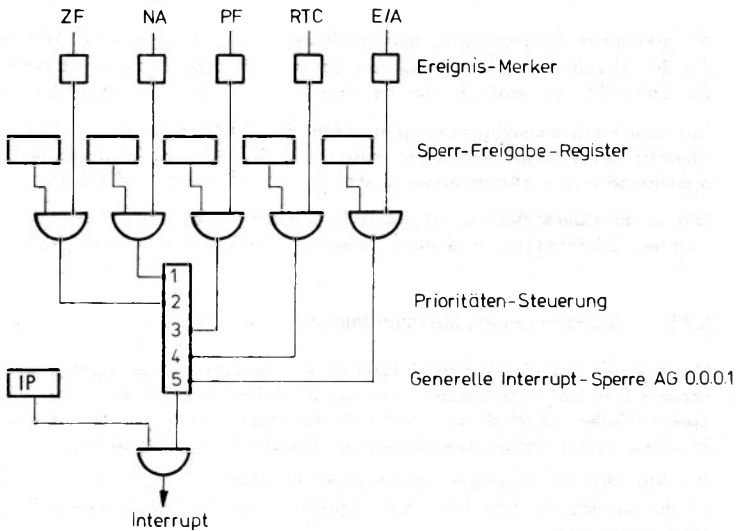 ZF NA PF RTC E/A
Ereignis-Merker
Sperr-Freigabe-Register
1
2
Prioritäten-Steuerung
3
4
5
Generelle Interrupt-Sperre AG 0.0.0.1
IP
Interrupt